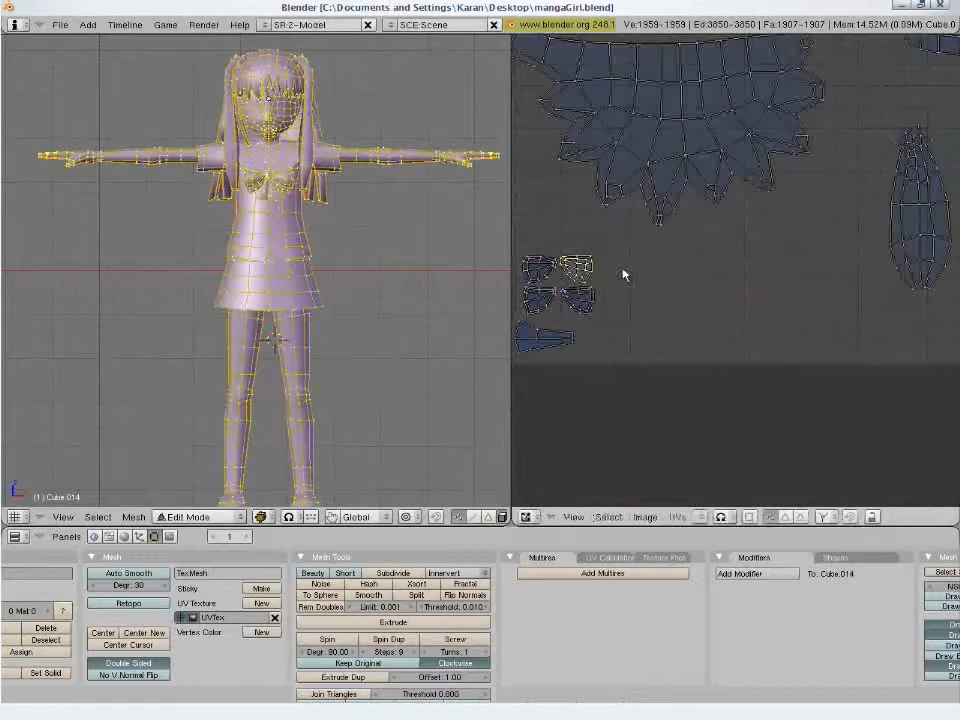 Blender [C:\Documents and Settings\Karan\Desktop\mangaGirl.blend]
File Add Timeline Game Render Help SR:2-Model SCE:Scene www.blender.org 248.1 Ve:1959-1959 | Ed:3850-3850 | Fa:1907-1907 | Mem:14.52M (0.09M) Cube.0
(1) Cube.014
View Select Mesh Edit Mode Global View Select Image UVs
Panels 1
Mesh Mesh Tools Multires UV Calculation Texture Face Modifiers Shapes Mesh
Auto Smooth TexMesh Beauty Short Subdivide Innervert Add Multires Add Modifier To: Cube.014 Select
Degr: 30 Sticky Make Noise Hash Xsort Fractal
To Sphere Smooth Split Flip Normals
Retopo UV Texture New Rem Doubles Limit: 0.001 Threshold: 0.010
0 Mat 0 ? UVTex Extrude
Delete Center Center New Vertex Color New Spin Spin Dup Screw
Deselect Center Cursor Degr: 90.00 Steps: 9 Turns: 1
Assign Double Sided Keep Original Clockwise
Set Solid No V.Normal Flip Extrude Dup Offset: 1.00
Join Triangles Threshold 0.800